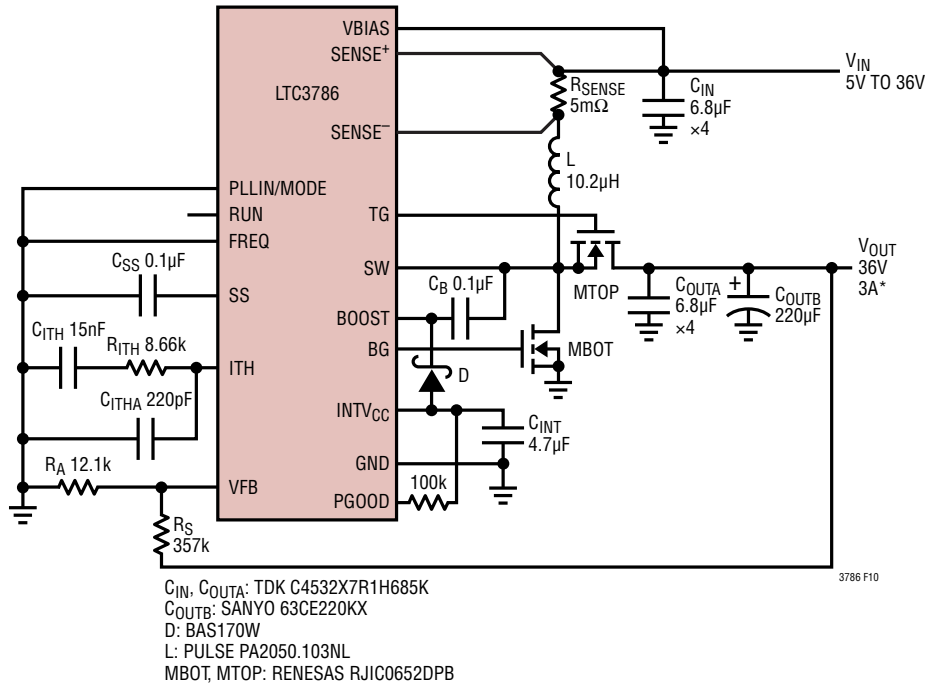 VBIAS
SENSE+
LTC3786
SENSE–
PLLIN/MODE
RUN
FREQ
SS
ITH
VFB
TG
SW
BOOST
BG
INTVCC
GND
PGOOD
VIN
5V TO 36V
RSENSE
5mΩ
CIN
6.8µF
×4
L
10.2µH
CSS 0.1µF
CITH 15nF
RITH 8.66k
CITHA 220pF
RA 12.1k
RS
357k
CB 0.1µF
D
MTOP
MBOT
COUTA
6.8µF
×4
+
COUTB
220µF
VOUT
36V
3A*
CINT
4.7µF
100k
3786 F10
CIN, COUTA: TDK C4532X7R1H685K
COUTB: SANYO 63CE220KX
D: BAS170W
L: PULSE PA2050.103NL
MBOT, MTOP: RENESAS RJIC0652DPB